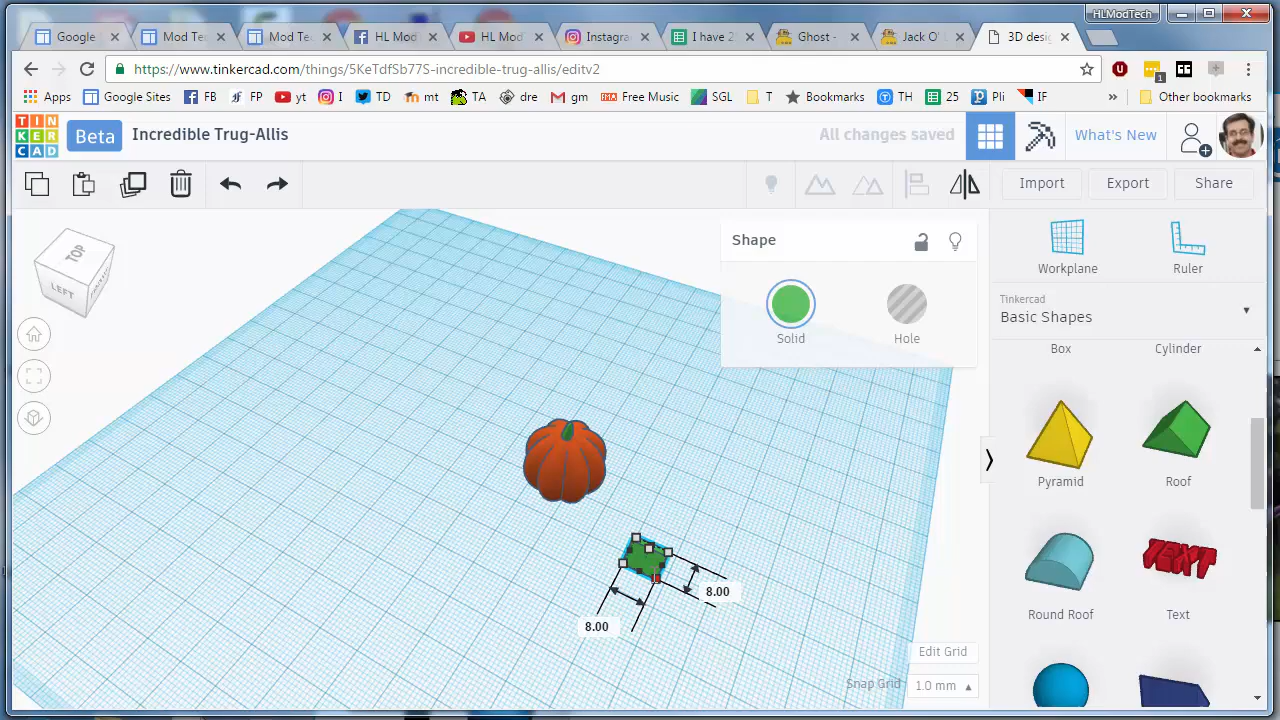 HLModTech
Google
Mod Te
Mod Te
HL Mod
HL Mod
Instagra
I have 2
Ghost -
Jack O' L
3D desi
https://www.tinkercad.com/things/5KeTdfSb77S-incredible-trug-allis/editv2
Apps
Google Sites
FB
FP
yt
I
TD
mt
TA
dre
gm
Free Music
SGL
T
Bookmarks
TH
25
Pli
IF
»
Other bookmarks
TIN
KER
CAD
Beta
Incredible Trug-Allis
All changes saved
What's New
Import
Export
Share
TOP
LEFT
Shape
Solid
Hole
Workplane
Ruler
Tinkercad
Basic Shapes
Box
Cylinder
Pyramid
Roof
TEXT
Round Roof
Text
8.00
8.00
Edit Grid
Snap Grid
1.0 mm